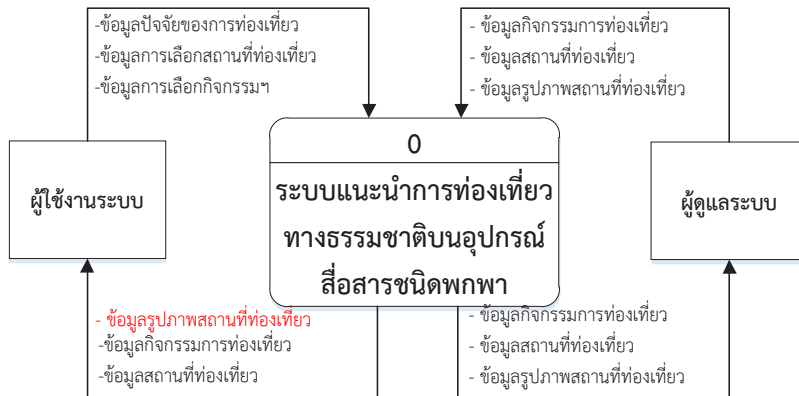 -ข้อมูลปัจจัยของการท่องเที่ยว
-ข้อมูลการเลือกสถานที่ท่องเที่ยว
-ข้อมูลการเลือกกิจกรรมฯ
- ข้อมูลกิจกรรมการท่องเที่ยว
- ข้อมูลสถานที่ท่องเที่ยว
- ข้อมูลรูปภาพสถานที่ท่องเที่ยว
ผู้ใช้งานระบบ
0
ระบบแนะนำการท่องเที่ยว
ทางธรรมชาติบนอุปกรณ์
สื่อสารชนิดพกพา
ผู้ดูแลระบบ
- ข้อมูลรูปภาพสถานที่ท่องเที่ยว
-ข้อมูลกิจกรรมการท่องเที่ยว
-ข้อมูลสถานที่ท่องเที่ยว
- ข้อมูลกิจกรรมการท่องเที่ยว
- ข้อมูลสถานที่ท่องเที่ยว
- ข้อมูลรูปภาพสถานที่ท่องเที่ยว